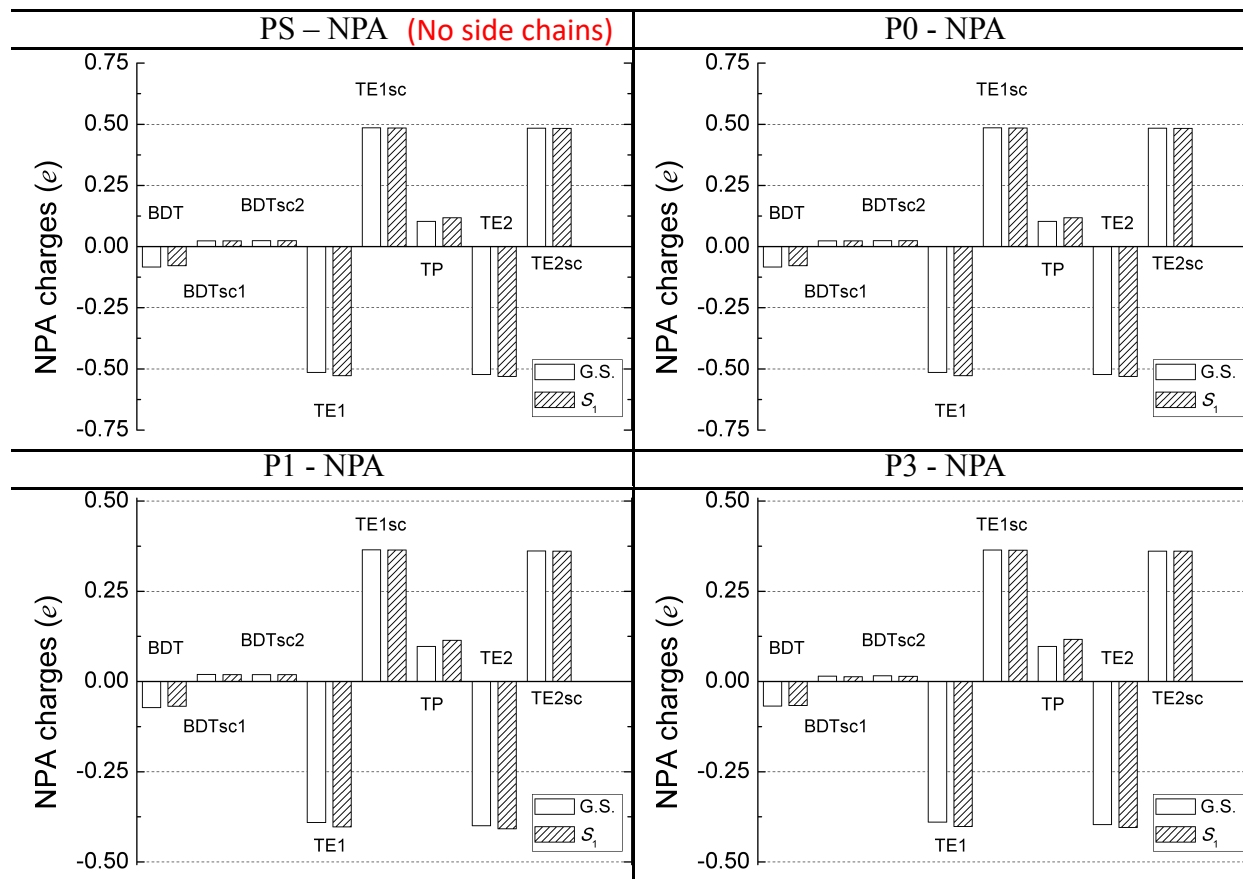 PS – NPA (No side chains)
P0 - NPA
0.75
0.50
0.25
0.00
-0.25
-0.50
-0.75
NPA charges (e)
BDT
BDTsc1
BDTsc2
TE1
TE1sc
TP
TE2
TE2sc
G.S.
S1
0.75
0.50
0.25
0.00
-0.25
-0.50
-0.75
NPA charges (e)
BDT
BDTsc1
BDTsc2
TE1
TE1sc
TP
TE2
TE2sc
G.S.
S1
P1 - NPA
P3 - NPA
0.50
0.25
0.00
-0.25
-0.50
NPA charges (e)
BDT
BDTsc1
BDTsc2
TE1
TE1sc
TP
TE2
TE2sc
G.S.
S1
0.50
0.25
0.00
-0.25
-0.50
NPA charges (e)
BDT
BDTsc1
BDTsc2
TE1
TE1sc
TP
TE2
TE2sc
G.S.
S1